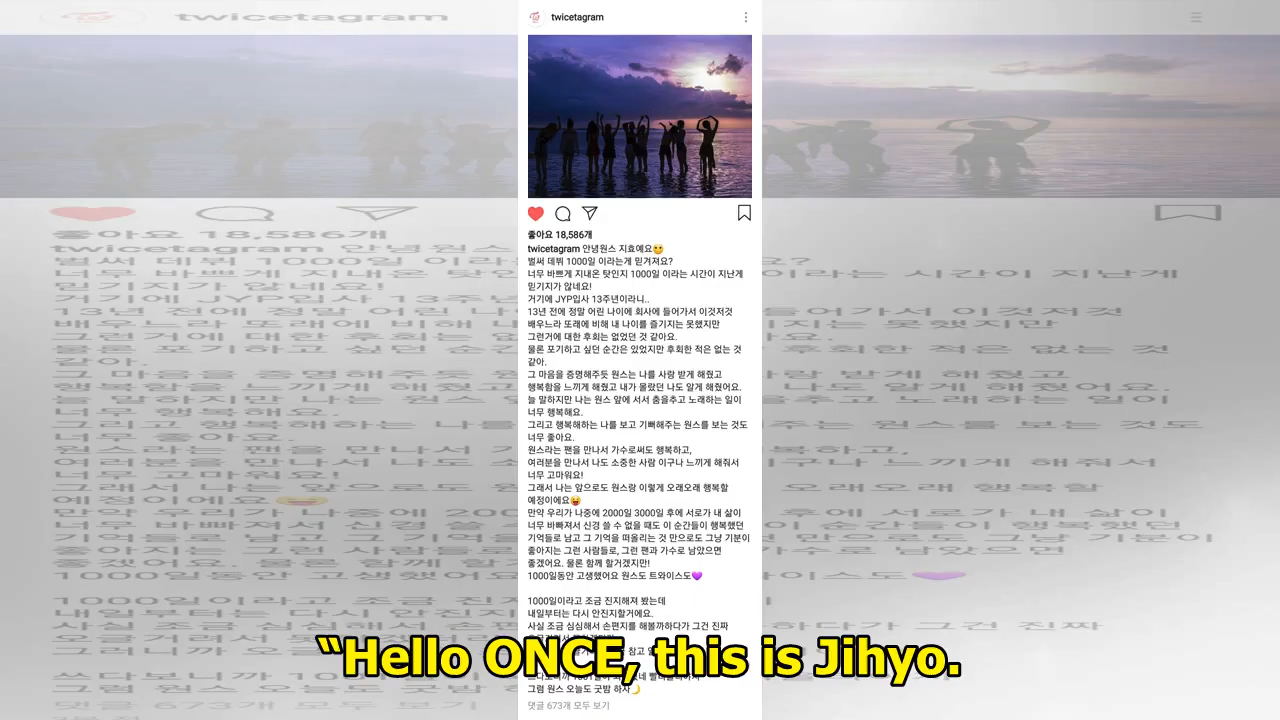 twicetagram
twicetagram
좋아요 18,586개
twicetagram 안녕원스 지효예요
벌써 데뷔 1000일 이라는게 믿겨져요?
너무 바쁘게 지내온 탓인지 1000일 이라는 시간이 지난게
믿기지가 않네요!
거기에 JYP입사 13주년이라니..
13년 전에 정말 어린 나이에 회사에 들어가서 이것저것
배우느라 또래에 비해 내 나이를 즐기지는 못했지만
그런거에 대한 후회는 없었던 것 같아요.
물론 포기하고 싶던 순간은 있었지만 후회한 적은 없는 것
같아.
그 마음을 증명해주듯 원스는 나를 사랑 받게 해줬고
행복함을 느끼게 해줬고 내가 몰랐던 나도 알게 해줬어요.
늘 말하지만 나는 원스 앞에 서서 춤을추고 노래하는 일이
너무 행복해요.
그리고 행복해하는 나를 보고 기뻐해주는 원스를 보는 것도
너무 좋아요.
원스라는 팬을 만나서 가수로써도 행복하고,
여러분을 만나서 나도 소중한 사람 이구나 느끼게 해줘서
너무 고마워요!
그래서 나는 앞으로도 원스랑 이렇게 오래오래 행복할
예정이에요
만약 우리가 나중에 2000일 3000일 후에 서로가 내 삶이
너무 바빠져서 신경 쓸 수 없을 때도 이 순간들이 행복했던
기억들로 남고 그 기억을 떠올리는 것 만으로도 그냥 기분이
좋아지는 그런 사람들로, 그런 팬과 가수로 남았으면
좋겠어요. 물론 함께 할거겠지만!
1000일동안 고생했어요 원스도 트와이스도
1000일이라고 조금 진지해져 봤는데
내일부터는 다시 안진지할거에요.
사실 조금 심심해서 손편지를 해볼까하다가 그건 진짜
참고
“Hello ONCE, this is Jihyo.
그럼 원스 오늘도 굿밤 하자
댓글 673개 모두 보기